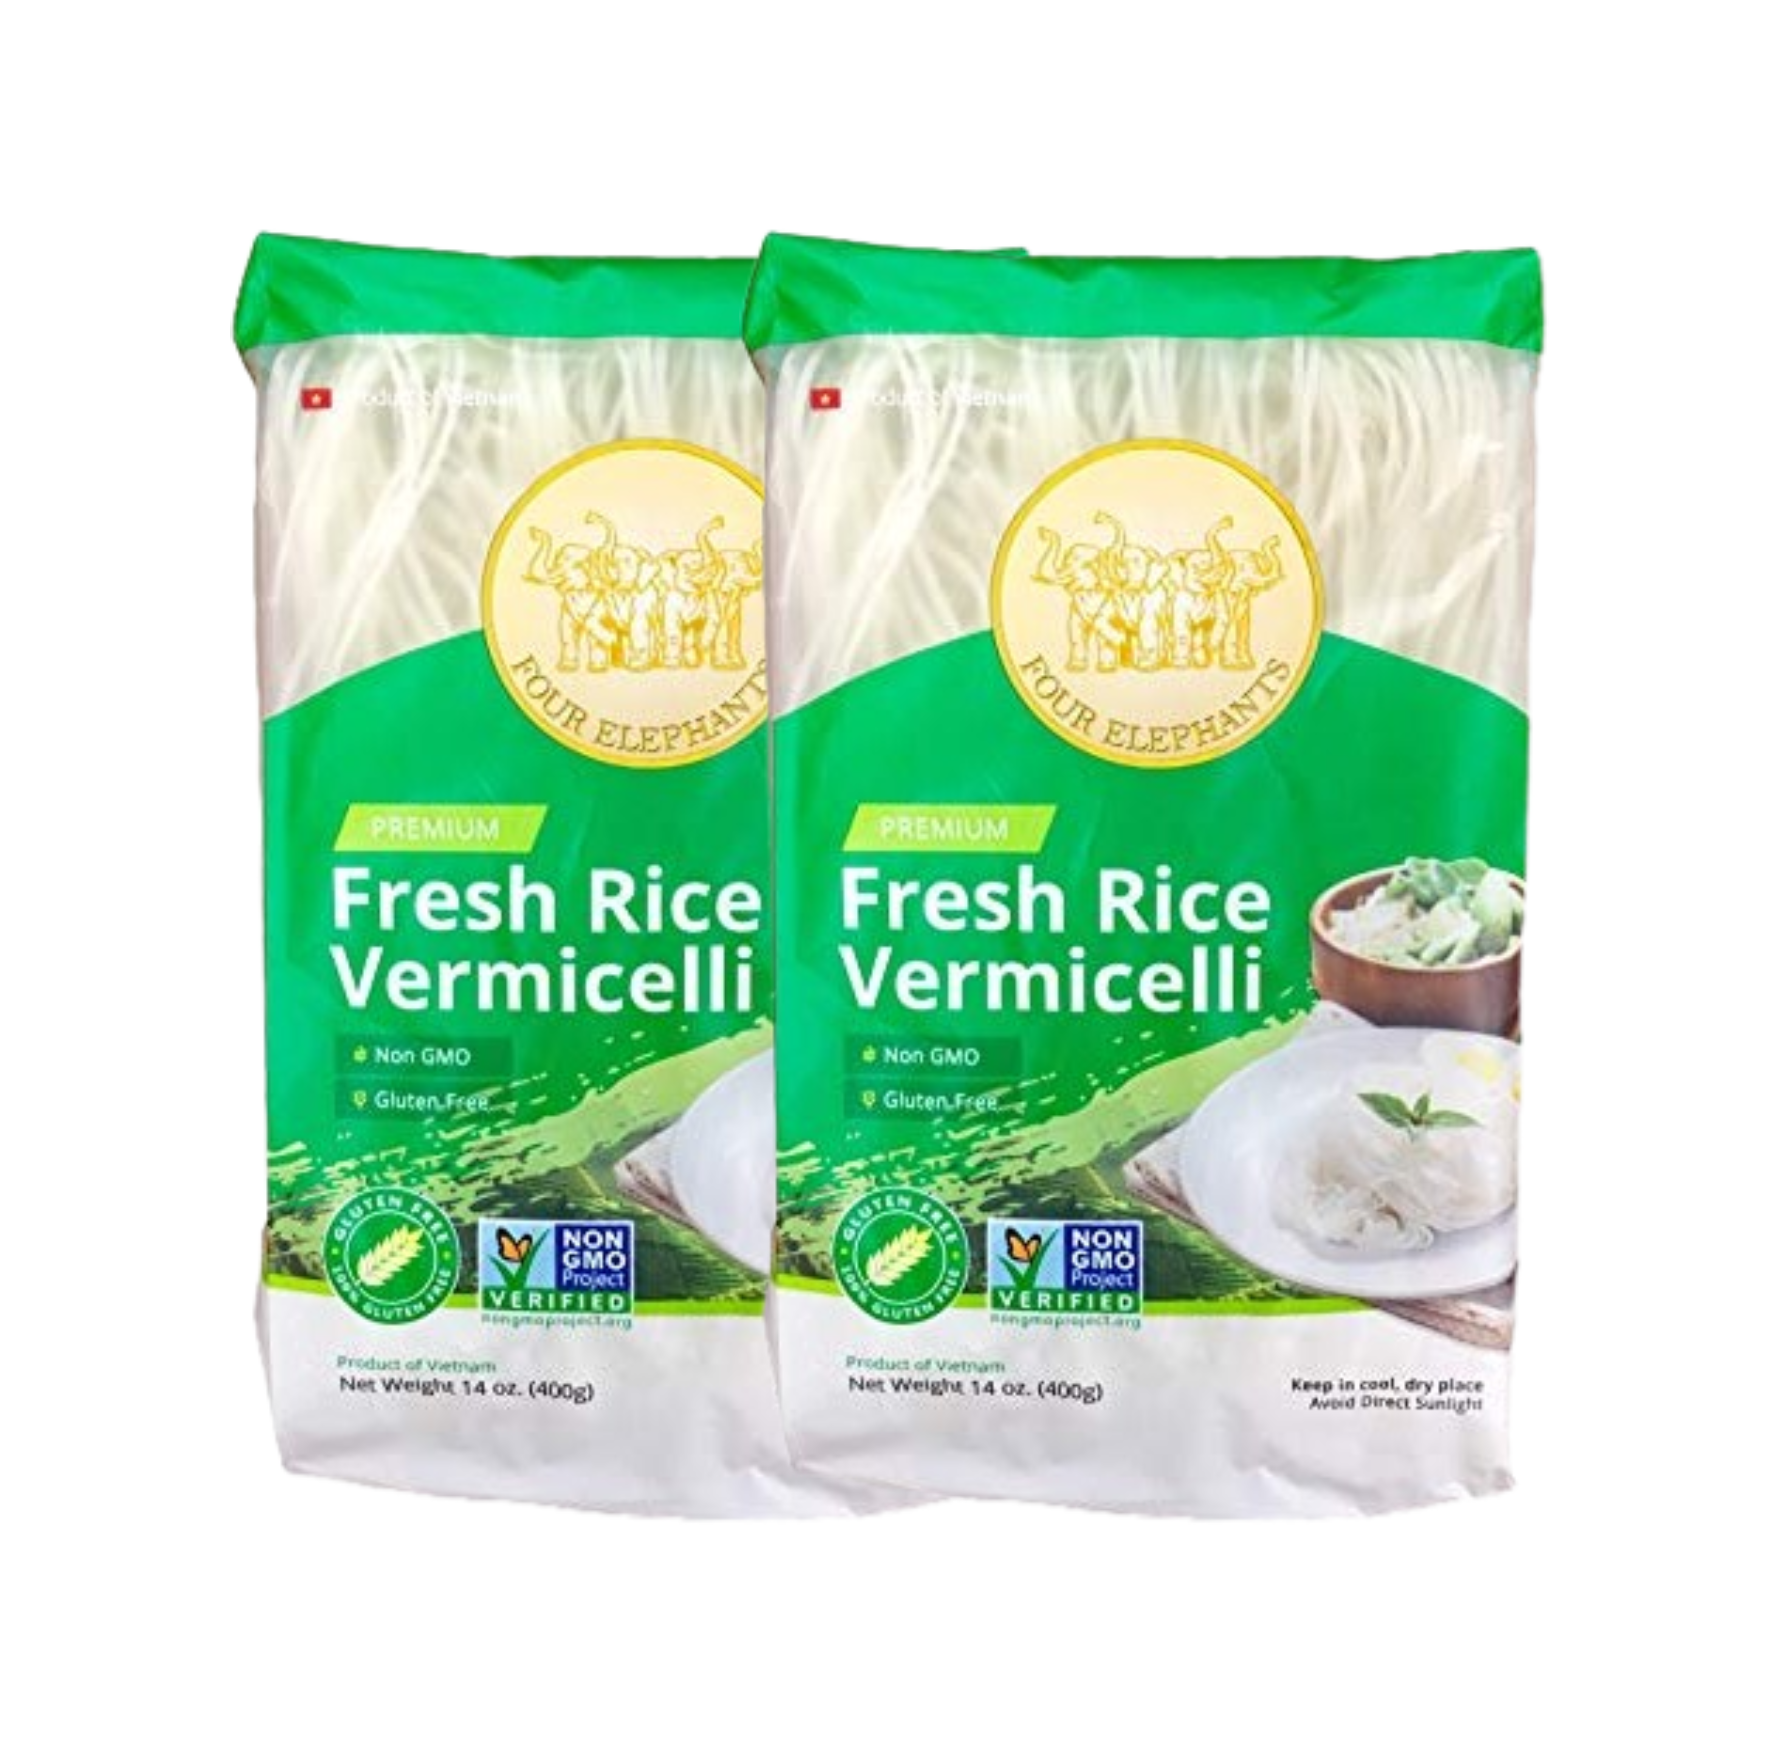 Product of Vietnam
FOUR ELEPHANTS
PREMIUM
Fresh Rice
Vermicelli
Non GMO
Gluten Free
GLUTEN FREE
100% GLUTEN FREE
NON
GMO
Project
VERIFIED
nongmoproject.org
Product of Vietnam
Net Weight 14 oz. (400g)
Product of Vietnam
FOUR ELEPHANTS
PREMIUM
Fresh Rice
Vermicelli
Non GMO
Gluten Free
GLUTEN FREE
100% GLUTEN FREE
NON
GMO
Project
VERIFIED
nongmoproject.org
Product of Vietnam
Net Weight 14 oz. (400g)
Keep in cool, dry place
Avoid Direct Sunlight